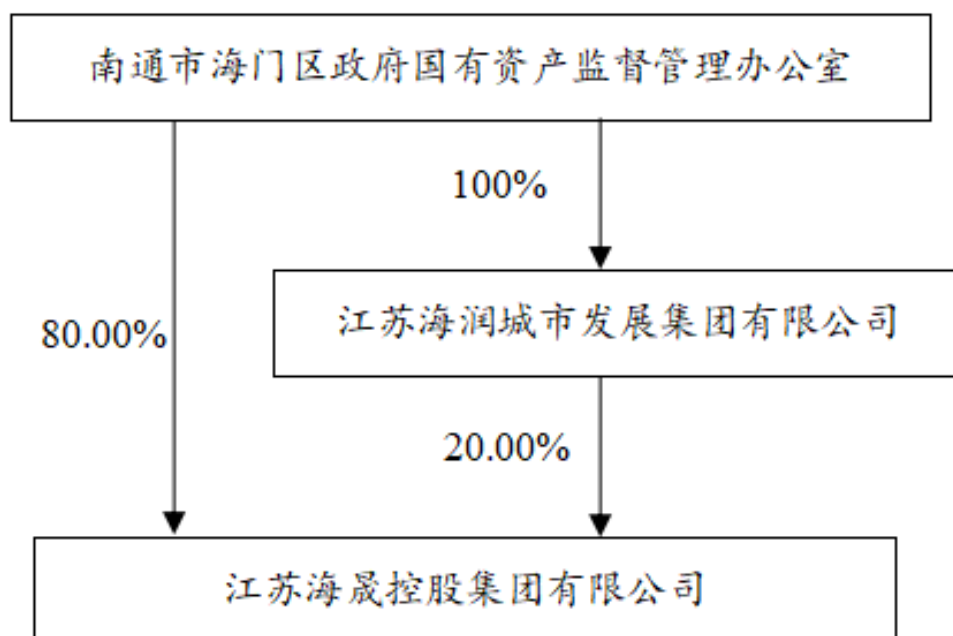 南通市海门区政府国有资产监督管理办公室
100%
江苏海润城市发展集团有限公司
80.00%
20.00%
江苏海晟控股集团有限公司